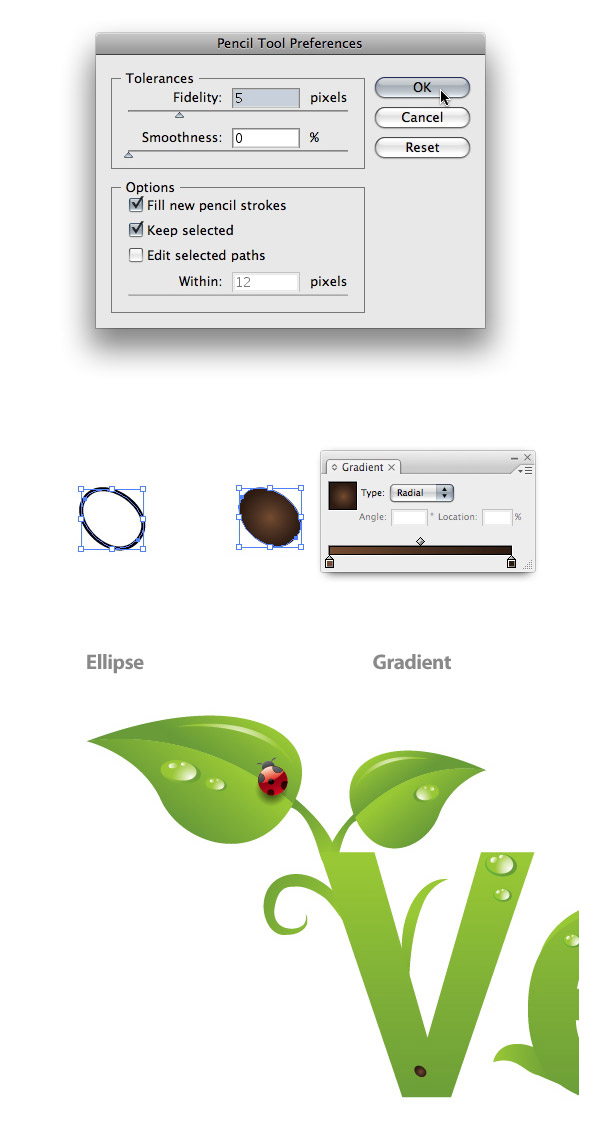 Pencil Tool Preferences
Tolerances
Fidelity: 5 pixels
Smoothness: 0 %
OK
Cancel
Reset
Options
Fill new pencil strokes
Keep selected
Edit selected paths
Within: 12 pixels
Gradient
Type: Radial
Angle: ° Location: %
Ellipse
Gradient
V